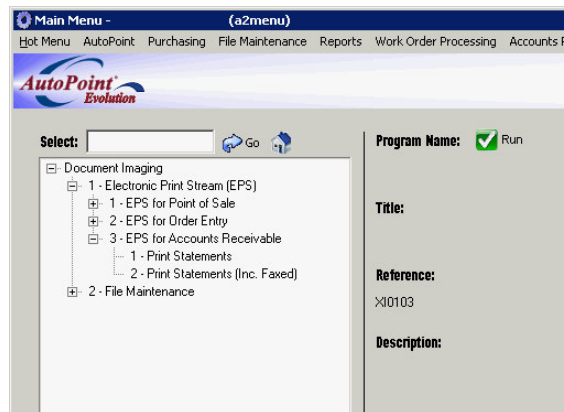 Main Menu - (a2menu)
Hot Menu AutoPoint Purchasing File Maintenance Reports Work Order Processing Accounts
AutoPoint
Evolution
Select: Go
Program Name: Run
Document Imaging
1 - Electronic Print Stream (EPS)
1 - EPS for Point of Sale
2 - EPS for Order Entry
3 - EPS for Accounts Receivable
1 - Print Statements
2 - Print Statements (Inc. Faxed)
2 - File Maintenance
Title:
Reference:
XI0103
Description: